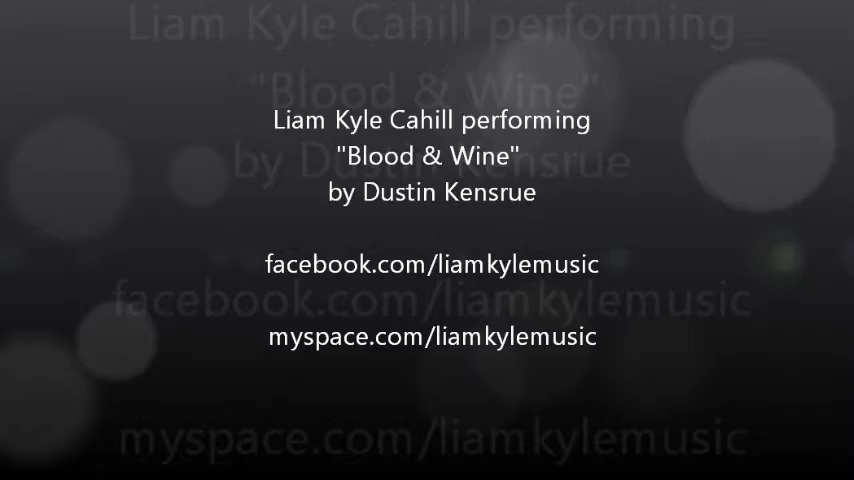 Liam Kyle Cahill performing
"Blood & Wine"
by Dustin Kensrue
facebook.com/liamkylemusic
myspace.com/liamkylemusic